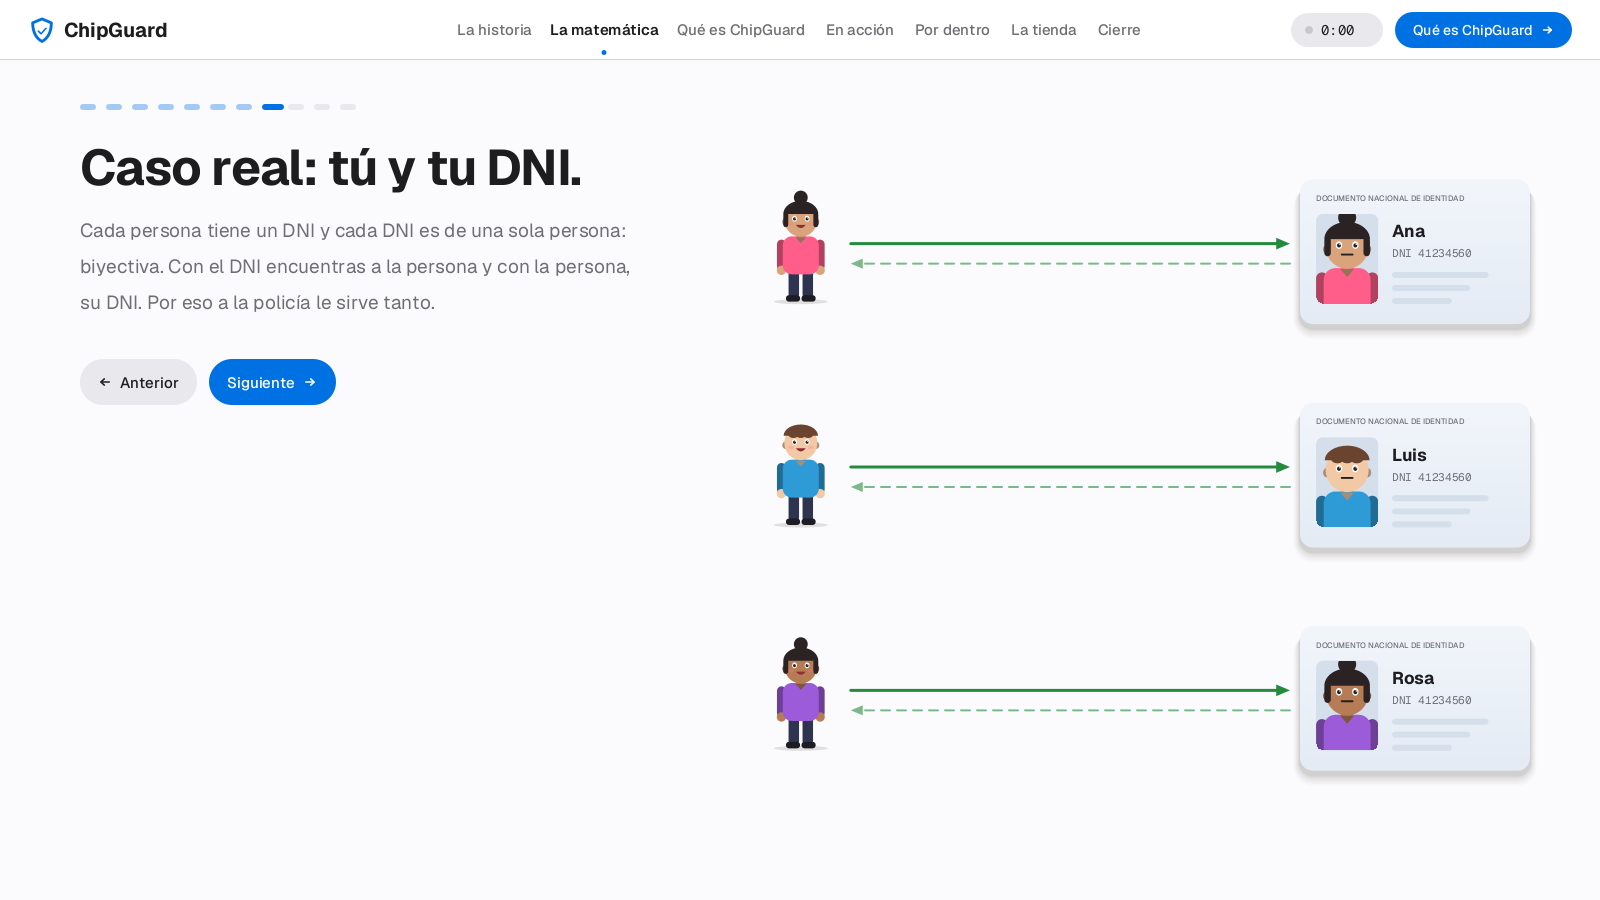 ChipGuard
La historia
La matemática
Qué es ChipGuard
En acción
Por dentro
La tienda
Cierre
0:00
Qué es ChipGuard →
Caso real: tú y tu DNI.
Cada persona tiene un DNI y cada DNI es de una sola persona:
biyectiva. Con el DNI encuentras a la persona y con la persona,
su DNI. Por eso a la policía le sirve tanto.
← Anterior
Siguiente →
DOCUMENTO NACIONAL DE IDENTIDAD
Ana
DNI 41234560
DOCUMENTO NACIONAL DE IDENTIDAD
Luis
DNI 41234560
DOCUMENTO NACIONAL DE IDENTIDAD
Rosa
DNI 41234560